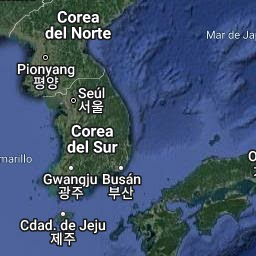 Corea
del Norte
Mar de Jap
Pionyang
평양
Seúl
서울
Corea
del Sur
marillo
Gwangju
광주
Busán
부산
Cdad. de Jeju
제주